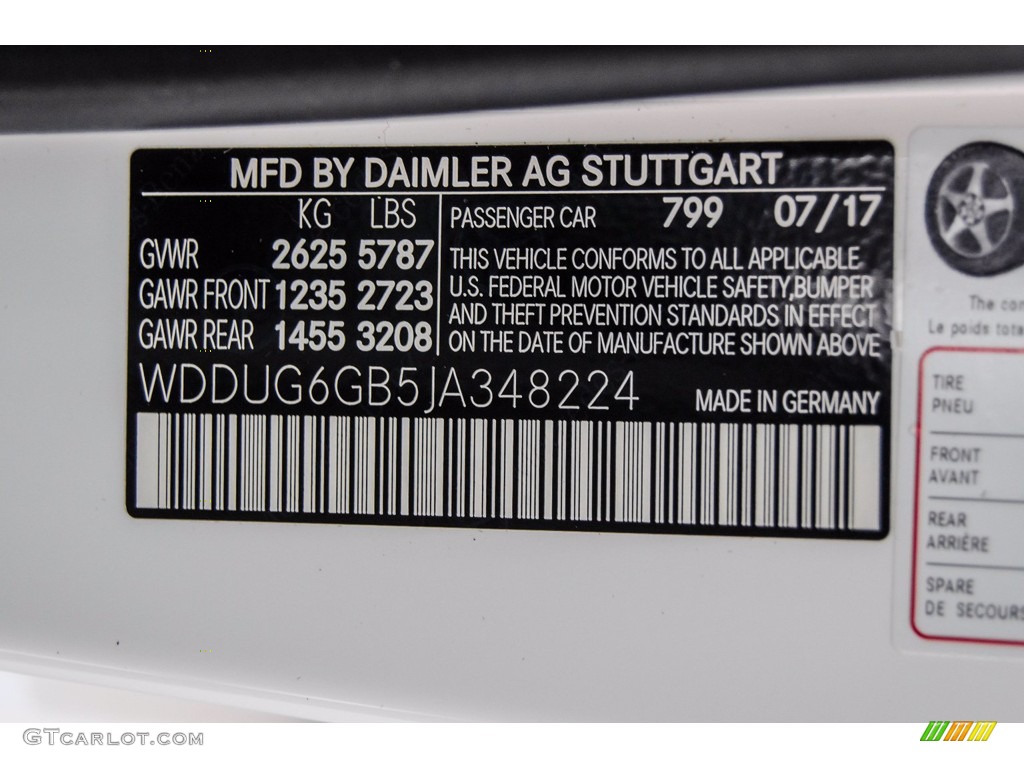 MFD BY DAIMLER AG STUTTGART
KG LBS
GVWR 2625 5787
GAWR FRONT 1235 2723
GAWR REAR 1455 3208
PASSENGER CAR 799 07/17
THIS VEHICLE CONFORMS TO ALL APPLICABLE
U.S. FEDERAL MOTOR VEHICLE SAFETY,BUMPER
AND THEFT PREVENTION STANDARDS IN EFFECT
ON THE DATE OF MANUFACTURE SHOWN ABOVE
WDDUG6GB5JA348224
MADE IN GERMANY
The
Le poids
TIRE
PNEU
FRONT
AVANT
REAR
ARRIÈRE
SPARE
DE SECOURS
GTCARLOT.COM